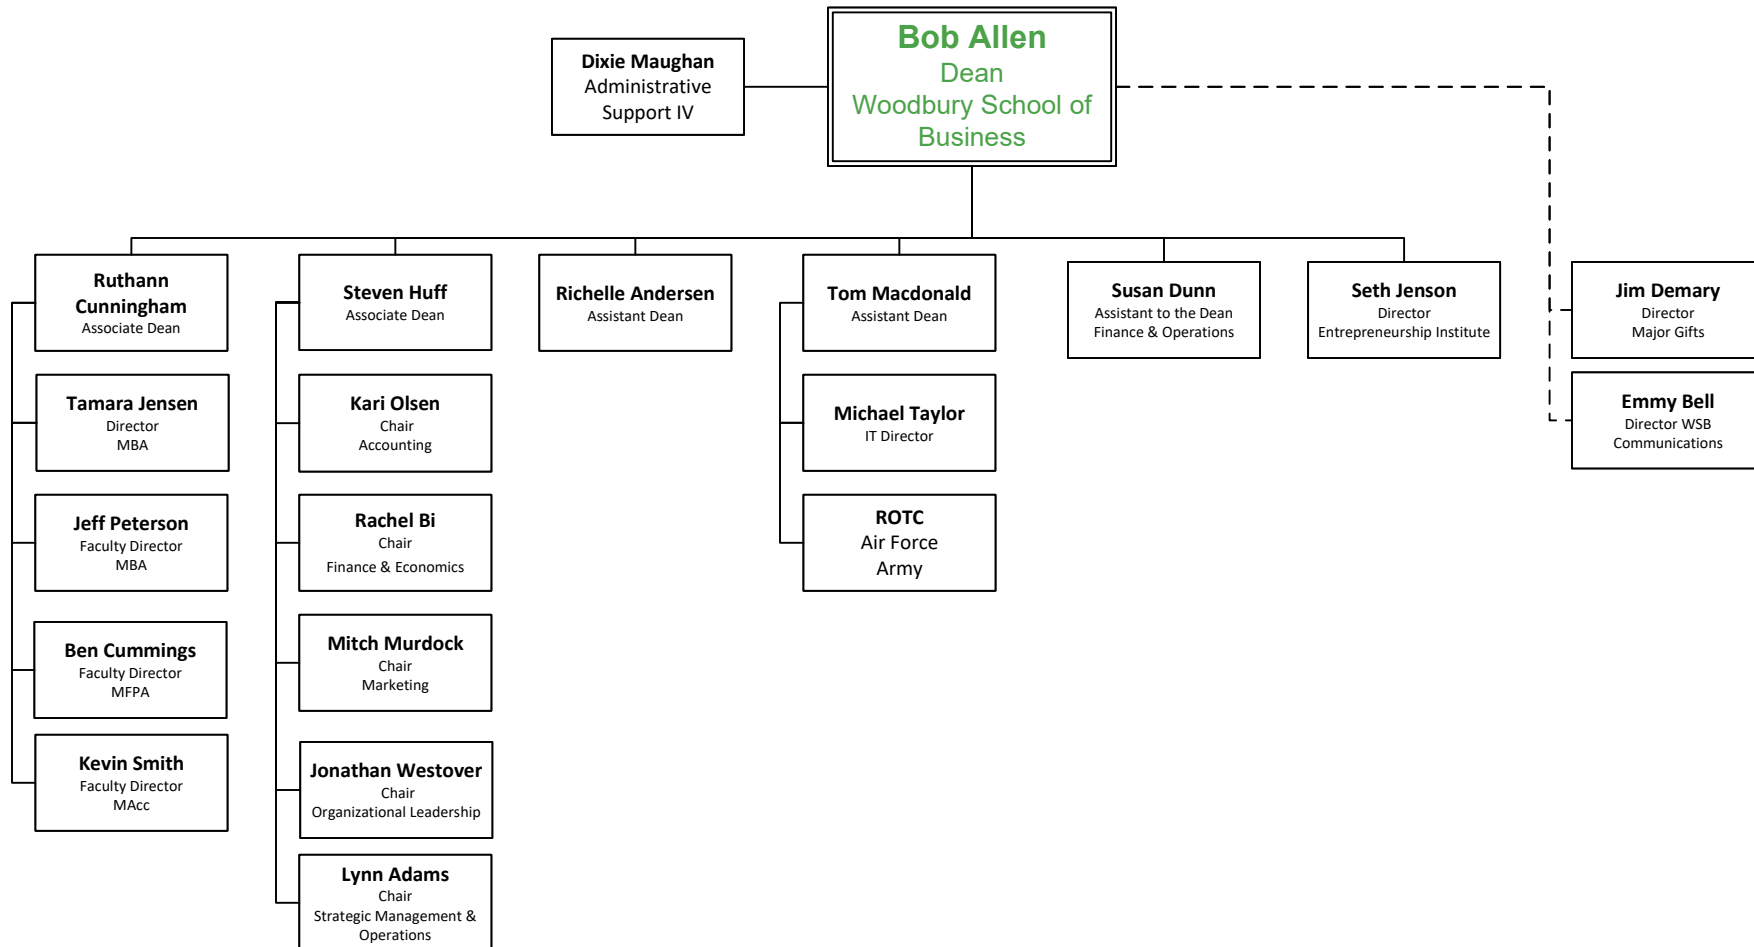 Bob Allen
Dean
Woodbury School of
Business
Dixie Maughan
Administrative
Support IV
Ruthann
Cunningham
Associate Dean
Tamara Jensen
Director
MBA
Jeff Peterson
Faculty Director
MBA
Ben Cummings
Faculty Director
MFPA
Kevin Smith
Faculty Director
MAcc
Steven Huff
Associate Dean
Kari Olsen
Chair
Accounting
Rachel Bi
Chair
Finance & Economics
Mitch Murdock
Chair
Marketing
Jonathan Westover
Chair
Organizational Leadership
Lynn Adams
Chair
Strategic Management &
Operations
Richelle Andersen
Assistant Dean
Tom Macdonald
Assistant Dean
Michael Taylor
IT Director
ROTC
Air Force
Army
Susan Dunn
Assistant to the Dean
Finance & Operations
Seth Jenson
Director
Entrepreneurship Institute
Jim Demary
Director
Major Gifts
Emmy Bell
Director WSB
Communications